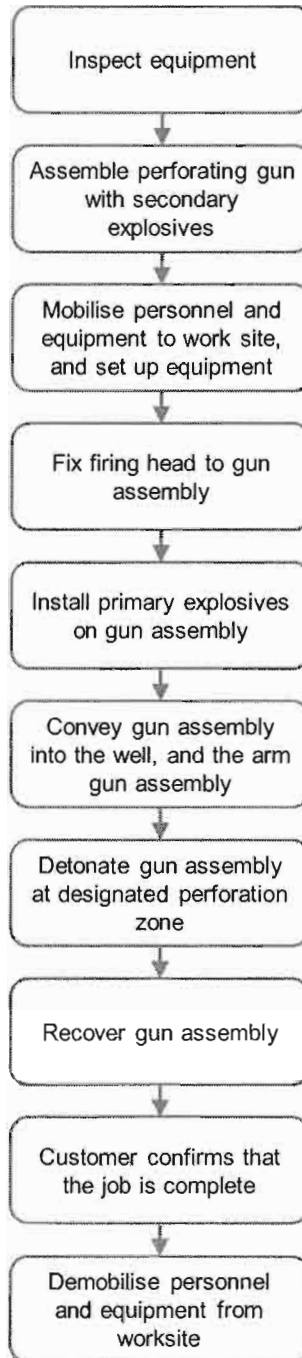 Inspect equipment
Assemble perforating gun
with secondary
explosives
Mobilise personnel and
equipment to work site,
and set up equipment
Fix firing head to gun
assembly
Install primary explosives
on gun assembly
Convey gun assembly
into the well, and the arm
gun assembly
Detonate gun assembly
at designated perforation
zone
Recover gun assembly
Customer confirms that
the job is complete
Demobilise personnel
and equipment from
worksite